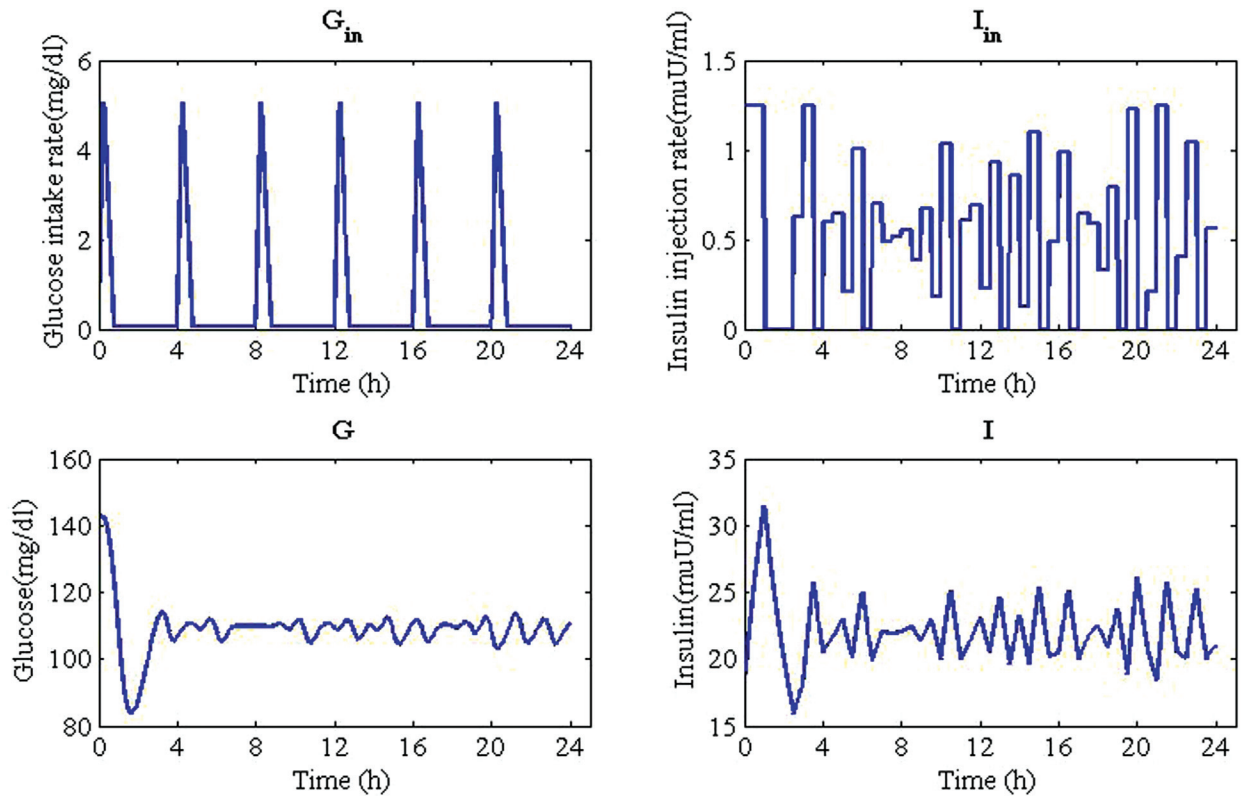 G_in
Glucose intake rate(mg/dl)
6
4
2
0
0 4 8 12 16 20 24
Time (h)
I_in
Insulin injection rate(muU/ml)
1.5
1
0.5
0
0 4 8 12 16 20 24
Time (h)
G
Glucose(mg/dl)
160
140
120
100
80
0 4 8 12 16 20 24
Time (h)
I
Insulin(muU/ml)
35
30
25
20
15
0 4 8 12 16 20 24
Time (h)